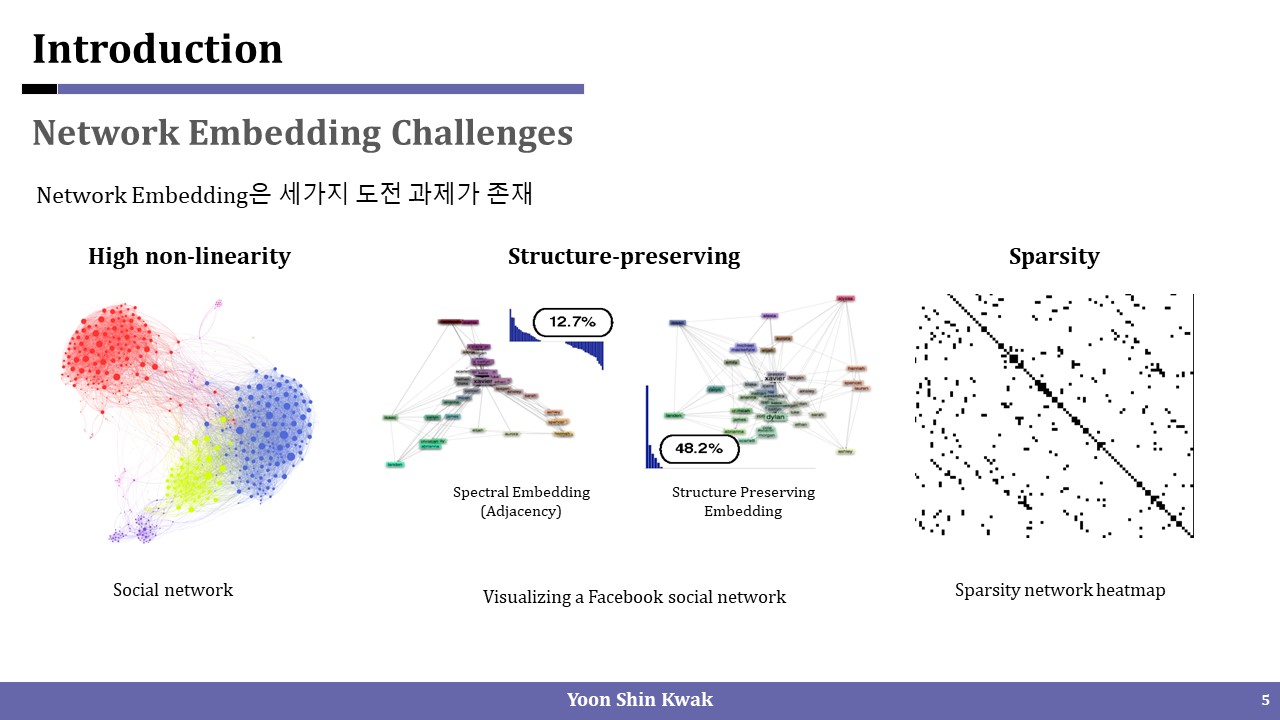 Introduction
Network Embedding Challenges
Network Embedding은 세가지 도전 과제가 존재
High non-linearity
Structure-preserving
Sparsity
12.7%
xavier
48.2%
xavier
dylan
Spectral Embedding
(Adjacency)
Structure Preserving
Embedding
Social network
Visualizing a Facebook social network
Sparsity network heatmap
Yoon Shin Kwak
5